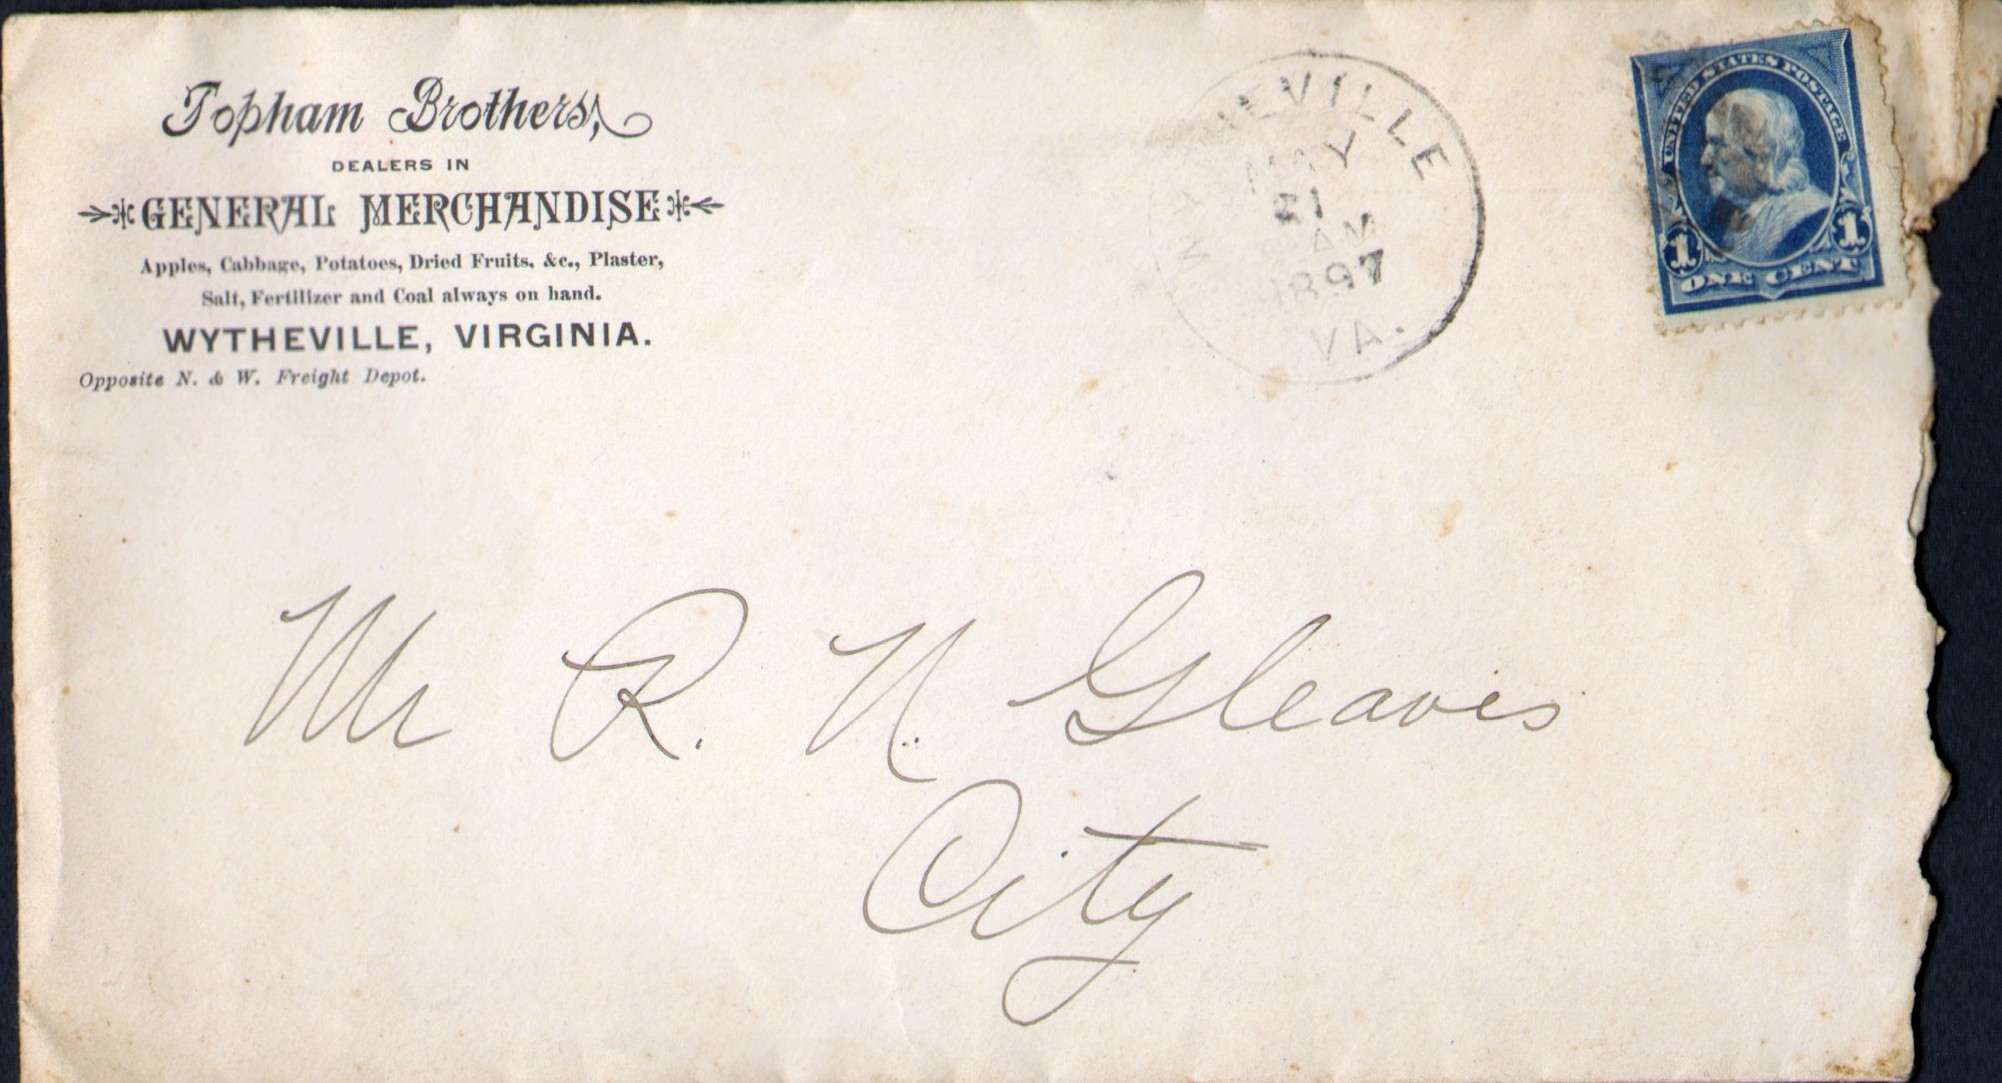 Topham Brothers,
DEALERS IN
GENERAL MERCHANDISE
Apples, Cabbage, Potatoes, Dried Fruits, &c., Plaster,
Salt, Fertilizer and Coal always on hand.
WYTHEVILLE, VIRGINIA.
Opposite N. & W. Freight Depot.
WYTHEVILLE
MAY
21
AM
1897
VA.
UNITED STATES POSTAGE
1 1
ONE CENT
Mr R. N. Gleaves
City